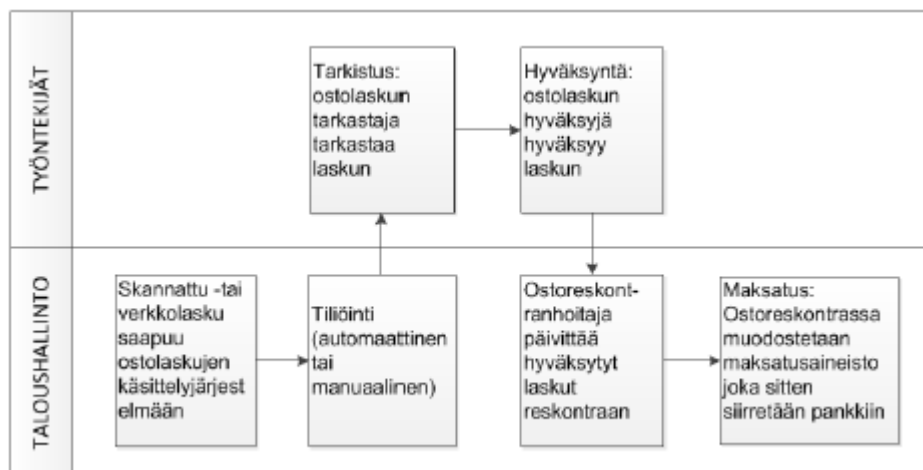 TYÖNTEKIJÄT
Tarkistus:
ostolaskun
tarkastaja
tarkastaa
laskun
Hyväksyntä:
ostolaskun
hyväksyjä
hyväksyy
laskun
TALOUSHALLINTO
Skannattu -tai
verkkolasku
saapuu
ostolaskujen
käsittelyjärjest
elmään
Tiliöinti
(automaattinen
tai
manuaalinen)
Ostoreskont-
ranhoitaja
päivittää
hyväksytyt
laskut
reskontraan
Maksatus:
Ostoreskontrassa
muodostetaan
maksatusaineisto
joka sitten
siirretään pankkiin